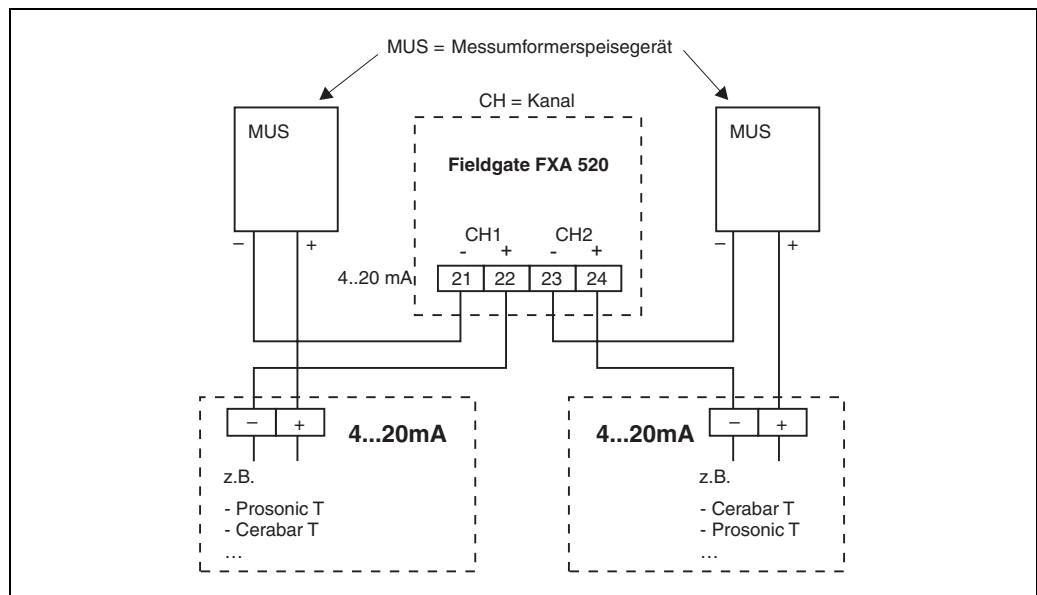 MUS = Messumformerspeisegerät
CH = Kanal
MUS
MUS
Fieldgate FXA 520
CH1 CH2
- + - +
– +
– +
4..20 mA 21 22 23 24
– + 4...20mA
4...20mA – +
z.B.
- Prosonic T
- Cerabar T
...
z.B.
- Cerabar T
- Prosonic T
...